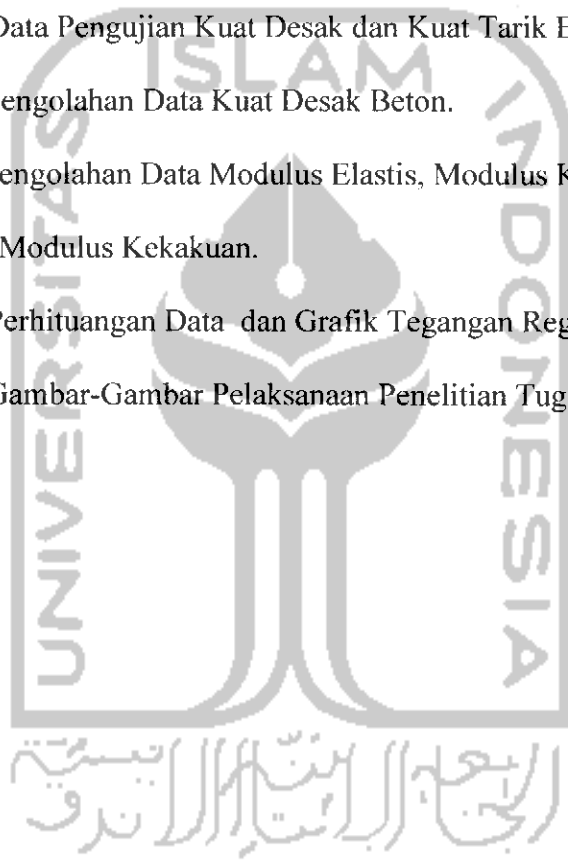 Data Pengujian Kuat Desak dan Kuat Tarik
ISLAM
engolahan Data Kuat Desak Beton.
engolahan Data Modulus Elastis, Modulus K
Modulus Kekakuan.
Perhituangan Data dan Grafik Tegangan Reg
Gambar-Gambar Pelaksanaan Penelitian Tug
UNIVERSITAS
INDONESIA